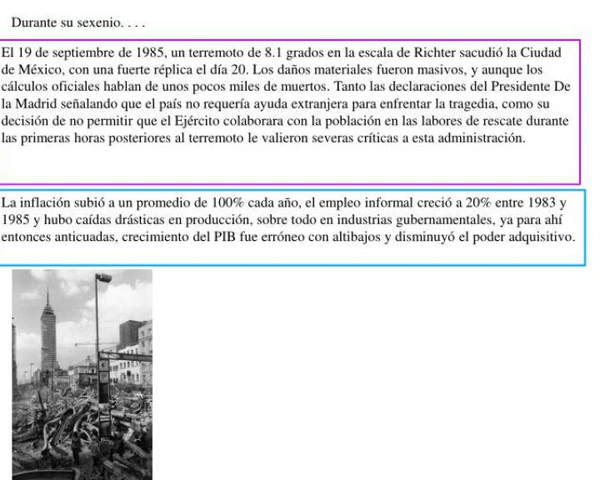 Durante su sexenio. . . .
El 19 de septiembre de 1985, un terremoto de 8.1 grados en la escala de Richter sacudió la Ciudad
de México, con una fuerte réplica el día 20. Los daños materiales fueron masivos, y aunque los
cálculos oficiales hablan de unos pocos miles de muertos. Tanto las declaraciones del Presidente De
la Madrid señalando que el país no requería ayuda extranjera para enfrentar la tragedia, como su
decisión de no permitir que el Ejército colaborara con la población en las labores de rescate durante
las primeras horas posteriores al terremoto le valieron severas críticas a esta administración.
La inflación subió a un promedio de 100% cada año, el empleo informal creció a 20% entre 1983 y
1985 y hubo caídas drásticas en producción, sobre todo en industrias gubernamentales, ya para ahí
entonces anticuadas, crecimiento del PIB fue erróneo con altibajos y disminuyó el poder adquisitivo.